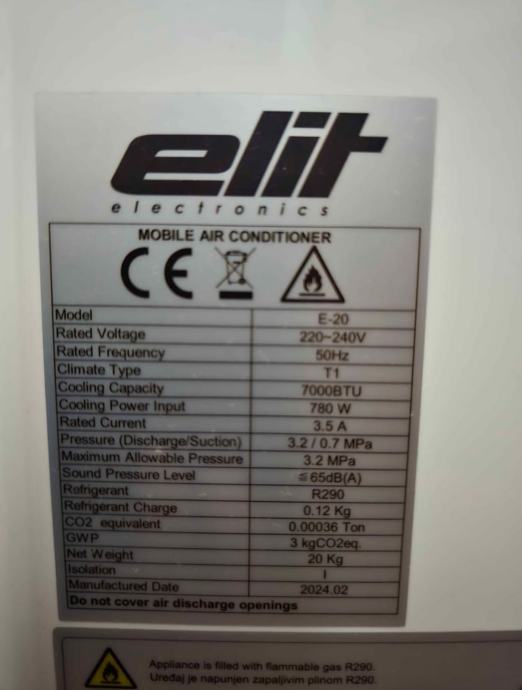 elit
electronics
MOBILE AIR CONDITIONER
CE
Model E-20
Rated Voltage 220~240V
Rated Frequency 50Hz
Climate Type T1
Cooling Capacity 7000BTU
Cooling Power Input 780 W
Rated Current 3.5 A
Pressure (Discharge/Suction) 3.2 / 0.7 MPa
Maximum Allowable Pressure 3.2 MPa
Sound Pressure Level ≦65dB(A)
Refrigerant R290
Refrigerant Charge 0.12 Kg
CO2 equivalent 0.00036 Ton
GWP 3 kgCO2eq.
Net Weight 20 Kg
Isolation I
Manufactured Date 2024.02
Do not cover air discharge openings
Appliance is filled with flammable gas R290.
Uređaj je napunjen zapaljivim plinom R290.